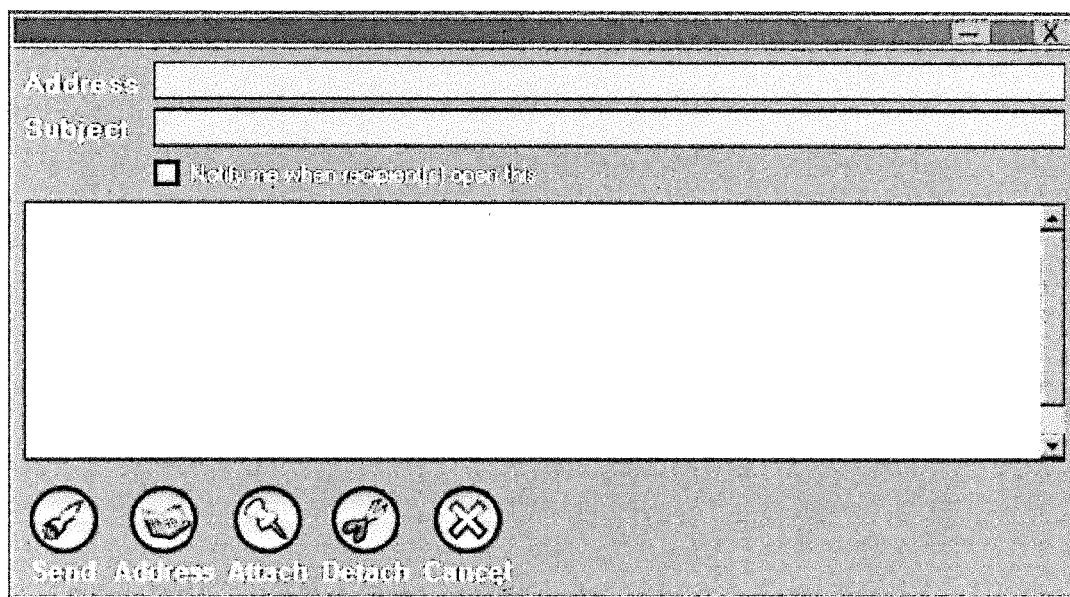 Address
Subject
Notify me when recipient(s) open this
Send Address Attach Detach Cancel